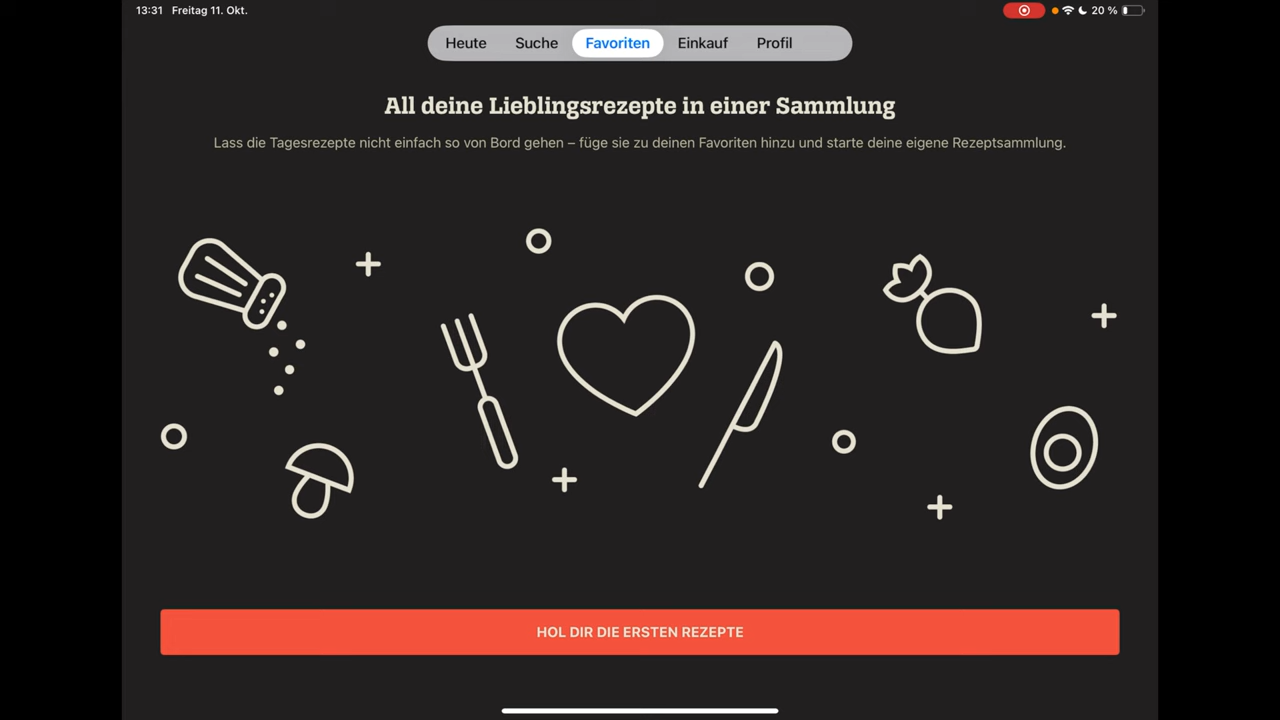 13:31 Freitag 11. Okt.
20 %
Heute Suche Favoriten Einkauf Profil
All deine Lieblingsrezepte in einer Sammlung
Lass die Tagesrezepte nicht einfach so von Bord gehen – füge sie zu deinen Favoriten hinzu und starte deine eigene Rezeptsammlung.
HOL DIR DIE ERSTEN REZEPTE